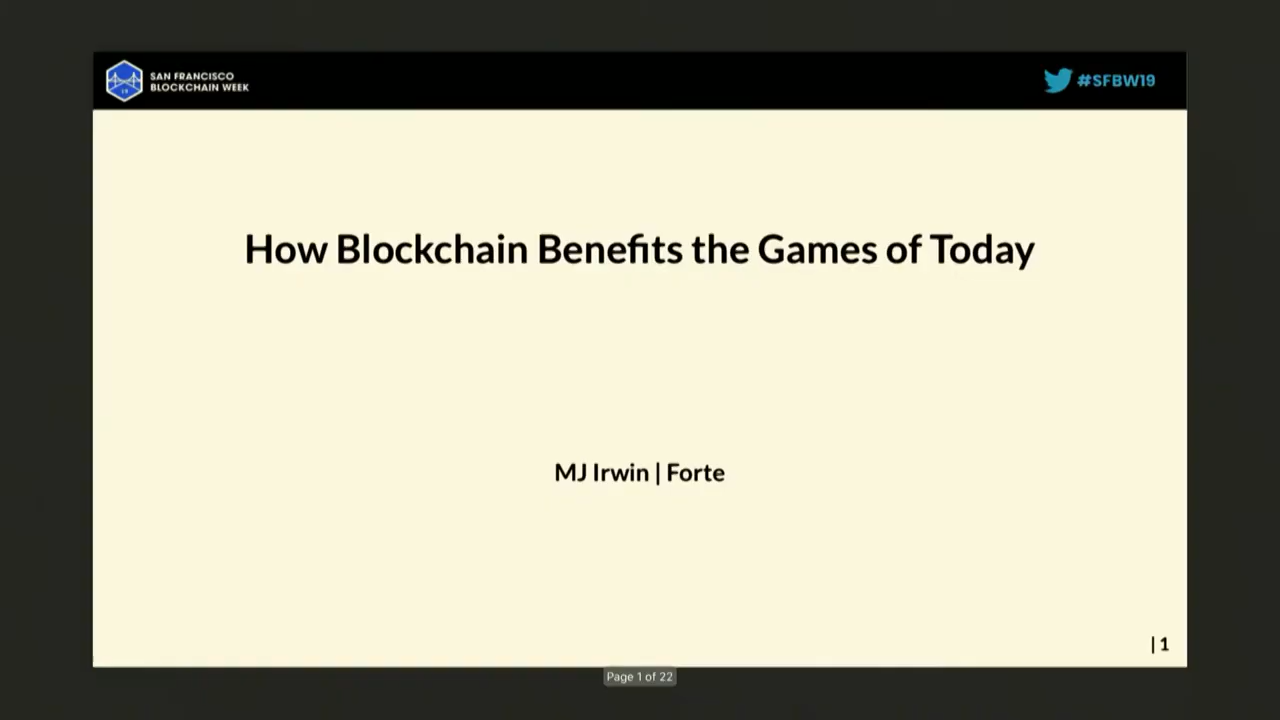 SAN FRANCISCO
BLOCKCHAIN WEEK
#SFBW19
How Blockchain Benefits the Games of Today
MJ Irwin | Forte
| 1
Page 1 of 22